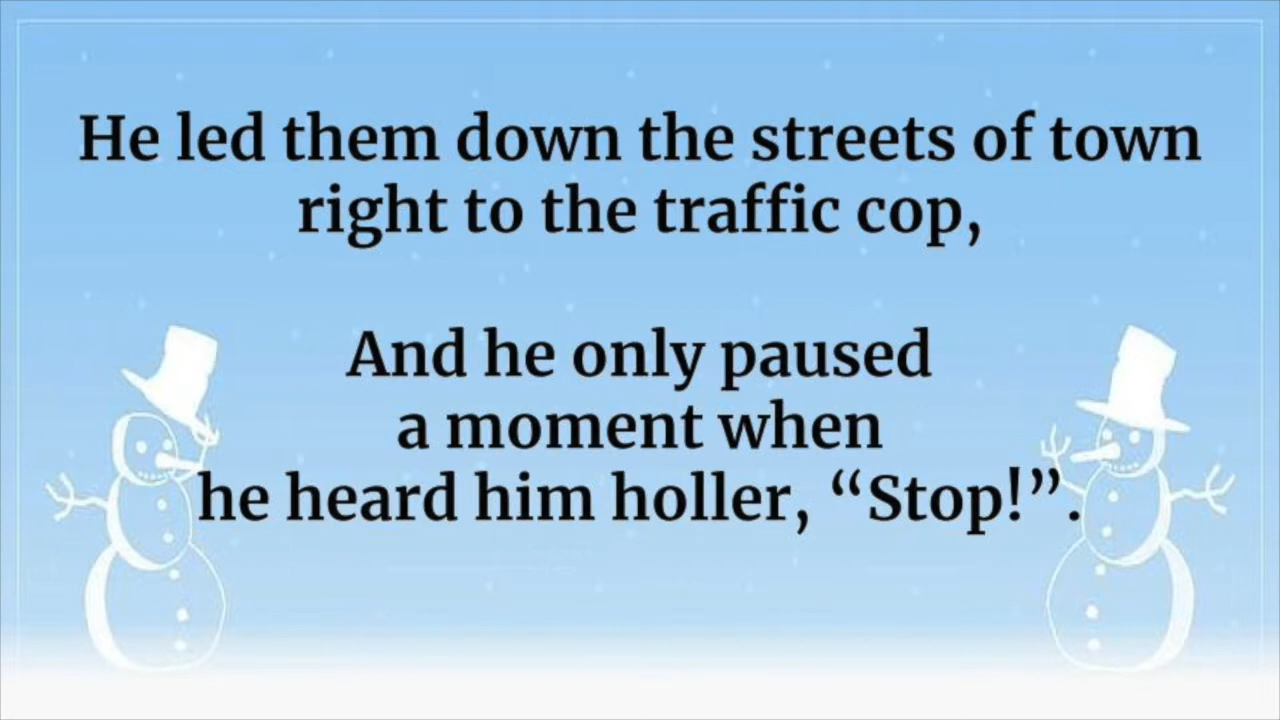 He led them down the streets of town
right to the traffic cop,
And he only paused
a moment when
he heard him holler, “Stop!”.